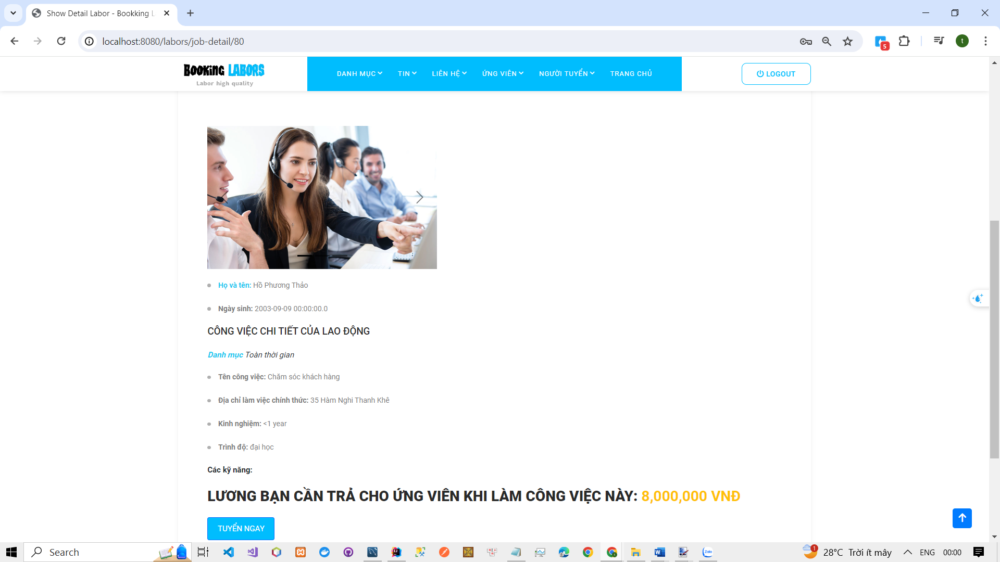 Show Detail Labor - Bookking L
localhost:8080/labors/job-detail/80
5
t
Booking LABORS
Labor high quality
DANH MỤC
TIN
LIÊN HỆ
ỨNG VIÊN
NGƯỜI TUYỂN
TRANG CHỦ
LOGOUT
Họ và tên: Hồ Phương Thảo
Ngày sinh: 2003-09-09 00:00:00.0
CÔNG VIỆC CHI TIẾT CỦA LAO ĐỘNG
Danh mục Toàn thời gian
Tên công việc: Chăm sóc khách hàng
Địa chỉ làm việc chính thức: 35 Hàm Nghi Thanh Khê
Kinh nghiệm: <1 year
Trình độ: đại học
Các kỹ năng:
LƯƠNG BẠN CẦN TRẢ CHO ỨNG VIÊN KHI LÀM CÔNG VIỆC NÀY: 8,000,000 VNĐ
TUYỂN NGAY
Search
DOS
Zalo
1
28°C Trời ít mây
ENG
00:00